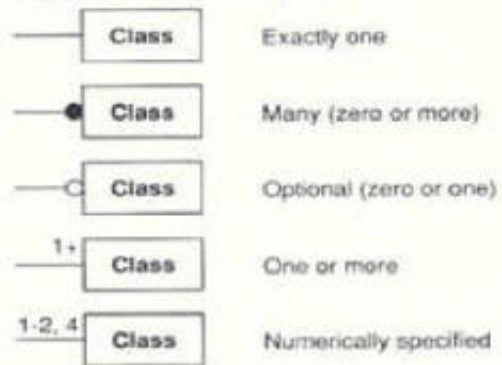 Class Exactly one
Class Many (zero or more)
Class Optional (zero or one)
1+ Class One or more
1-2, 4 Class Numerically specified